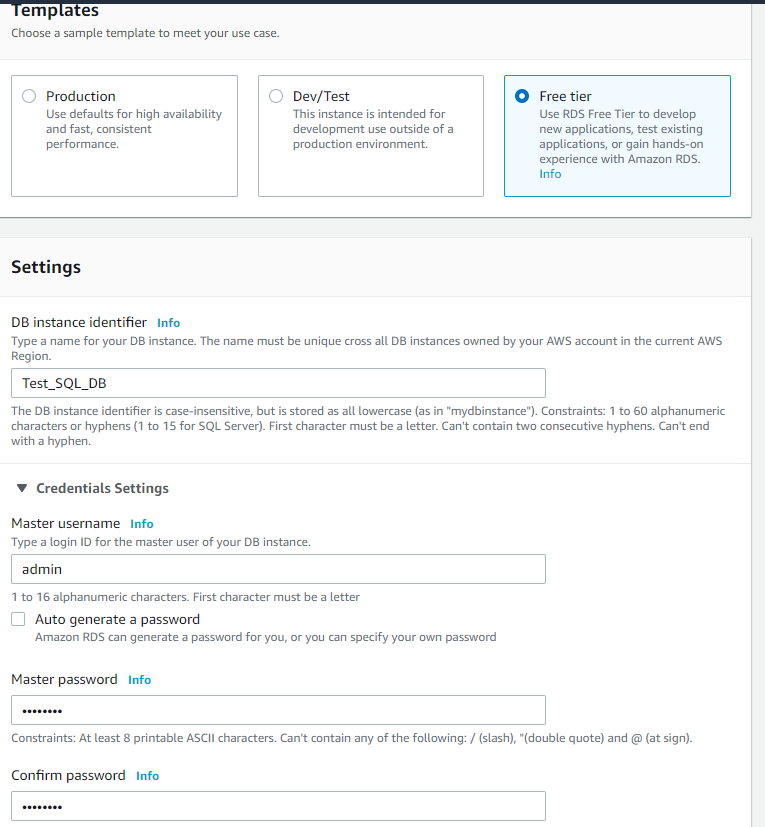 Templates
Choose a sample template to meet your use case.
Production
Use defaults for high availability
and fast, consistent
performance.
Dev/Test
This instance is intended for
development use outside of a
production environment.
Free tier
Use RDS Free Tier to develop
new applications, test existing
applications, or gain hands-on
experience with Amazon RDS.
Info
Settings
DB instance identifier Info
Type a name for your DB instance. The name must be unique cross all DB instances owned by your AWS account in the current AWS
Region.
Test_SQL_DB
The DB instance identifier is case-insensitive, but is stored as all lowercase (as in "mydbinstance"). Constraints: 1 to 60 alphanumeric
characters or hyphens (1 to 15 for SQL Server). First character must be a letter. Can't contain two consecutive hyphens. Can't end
with a hyphen.
Credentials Settings
Master username Info
Type a login ID for the master user of your DB instance.
admin
1 to 16 alphanumeric characters. First character must be a letter
Auto generate a password
Amazon RDS can generate a password for you, or you can specify your own password
Master password Info
••••••••
Constraints: At least 8 printable ASCII characters. Can't contain any of the following: / (slash), "(double quote) and @ (at sign).
Confirm password Info
••••••••